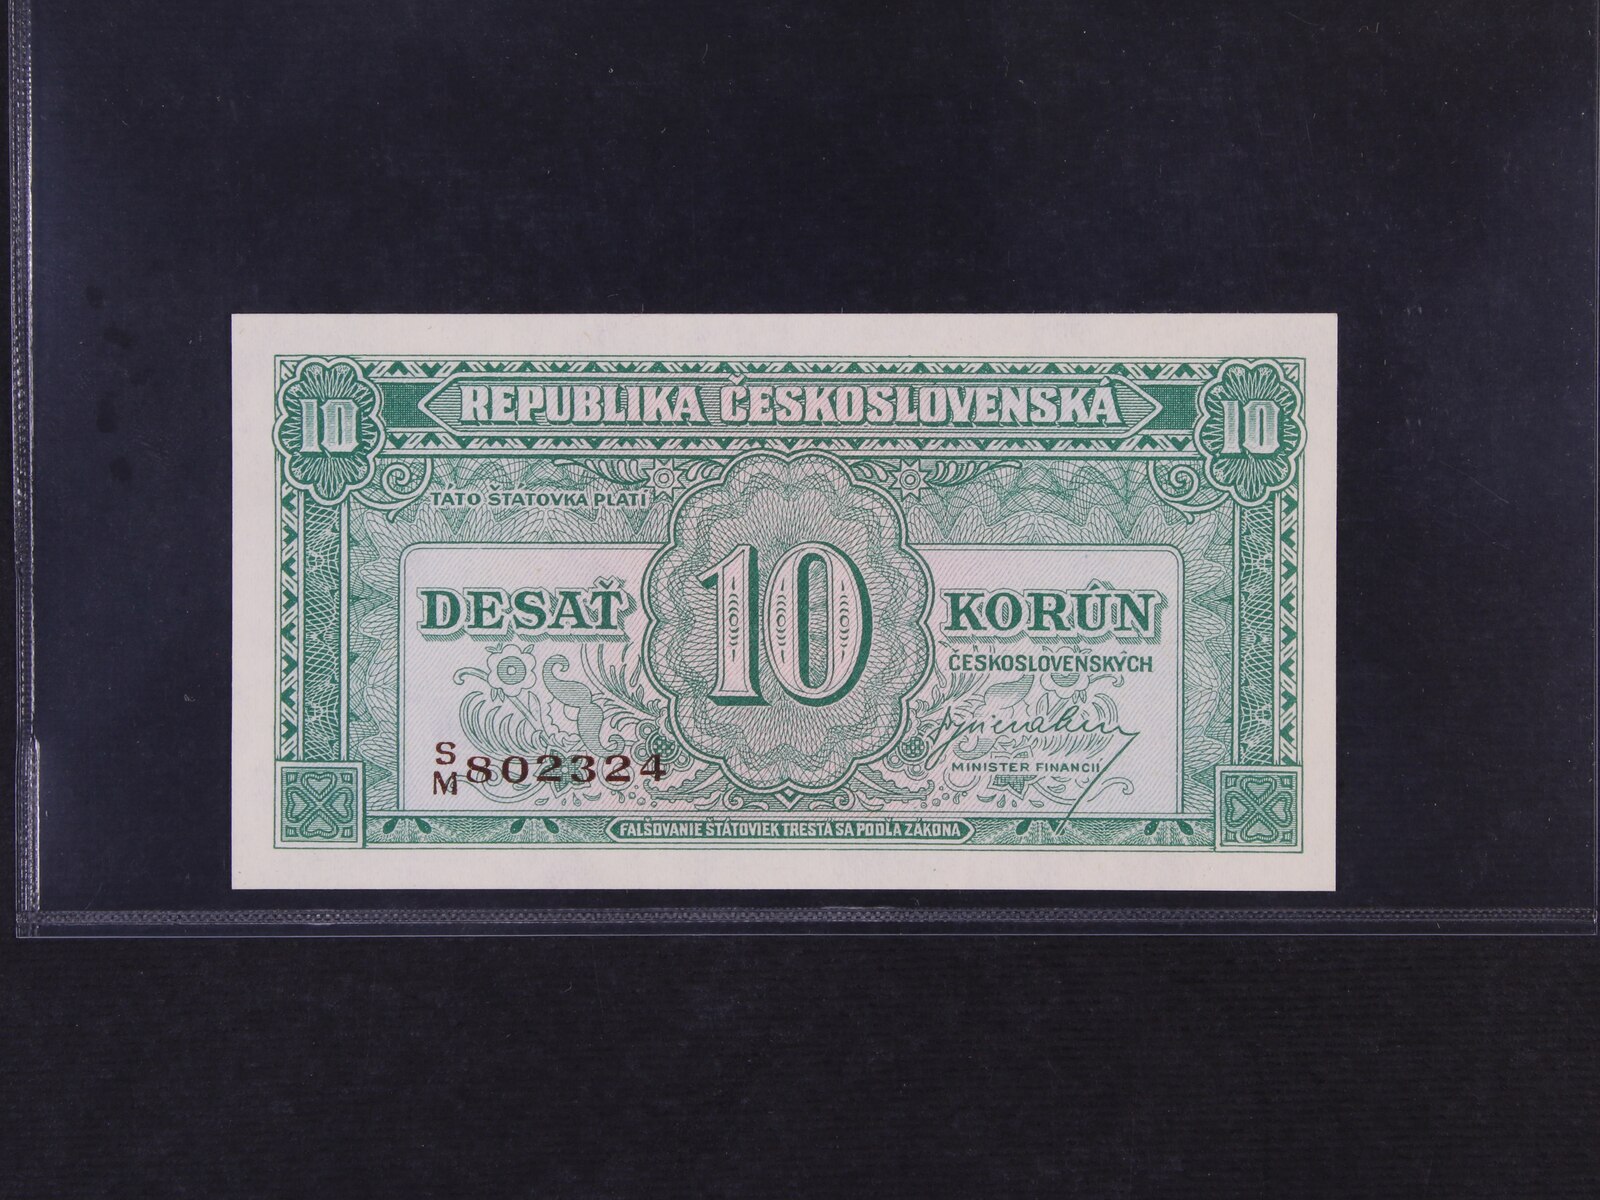 REPUBLIKA ČESKOSLOVENSKÁ
10 10
TÁTO ŠTÁTOVKA PLATÍ
DESAŤ 10 KORÚN
ČESKOSLOVENSKÝCH
S/M 802324
MINISTER FINANCIÍ
FALŠOVANIE ŠTÁTOVIEK TRESTÁ SA PODĽA ZÁKONA